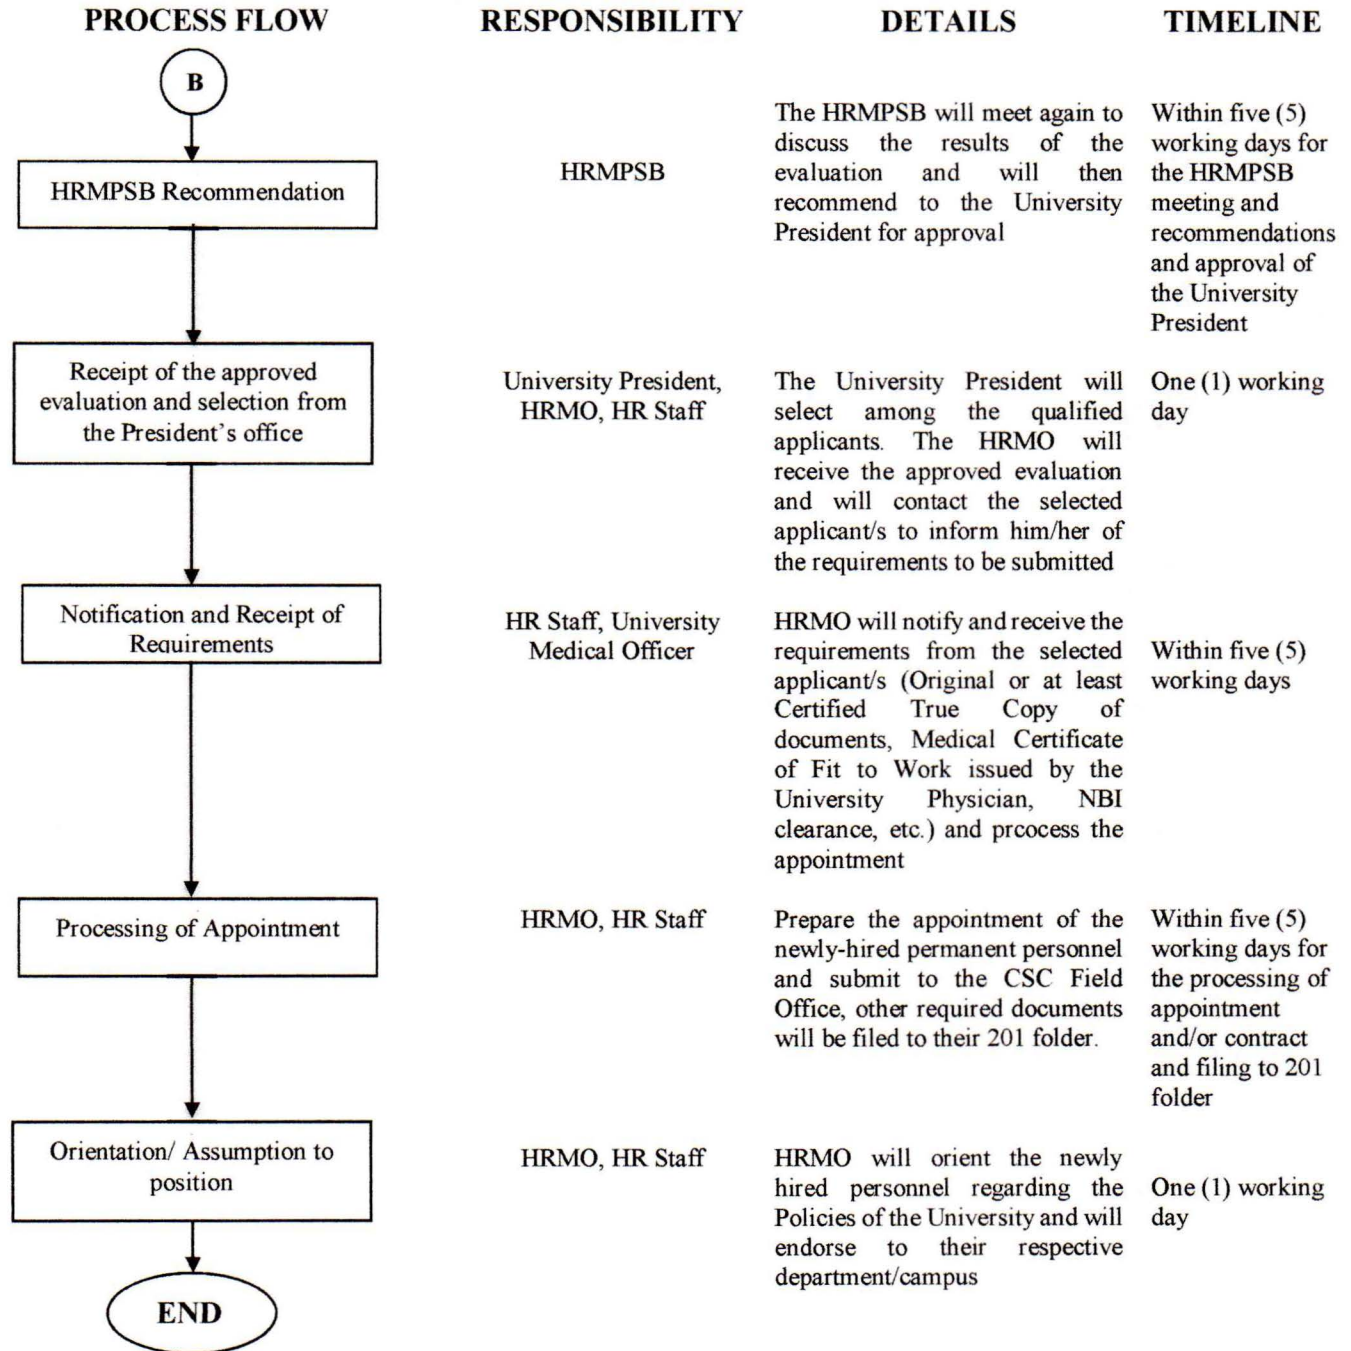 PROCESS FLOW RESPONSIBILITY DETAILS TIMELINE
B
HRMPSB Recommendation
HRMPSB
The HRMPSB will meet again to
discuss the results of the
evaluation and will then
recommend to the University
President for approval
Within five (5)
working days for
the HRMPSB
meeting and
recommendations
and approval of
the University
President
Receipt of the approved
evaluation and selection from
the President's office
University President,
HRMO, HR Staff
The University President will
select among the qualified
applicants. The HRMO will
receive the approved evaluation
and will contact the selected
applicant/s to inform him/her of
the requirements to be submitted
One (1) working
day
Notification and Receipt of
Requirements
HR Staff, University
Medical Officer
HRMO will notify and receive the
requirements from the selected
applicant/s (Original or at least
Certified True Copy of
documents, Medical Certificate
of Fit to Work issued by the
University Physician, NBI
clearance, etc.) and prcocess the
appointment
Within five (5)
working days
Processing of Appointment
HRMO, HR Staff
Prepare the appointment of the
newly-hired permanent personnel
and submit to the CSC Field
Office, other required documents
will be filed to their 201 folder.
Within five (5)
working days for
the processing of
appointment
and/or contract
and filing to 201
folder
Orientation/ Assumption to
position
HRMO, HR Staff
HRMO will orient the newly
hired personnel regarding the
Policies of the University and will
endorse to their respective
department/campus
One (1) working
day
END